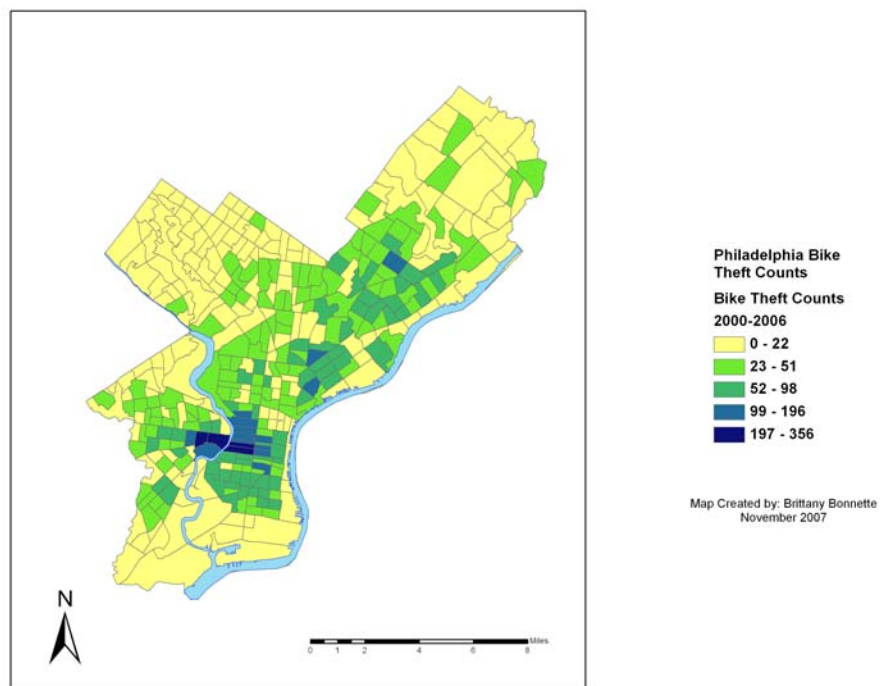 Philadelphia Bike
Theft Counts
Bike Theft Counts
2000-2006
0 - 22
23 - 51
52 - 98
99 - 196
197 - 356
Map Created by: Brittany Bonnette
November 2007
N
Miles
0 1 2 4 6 8